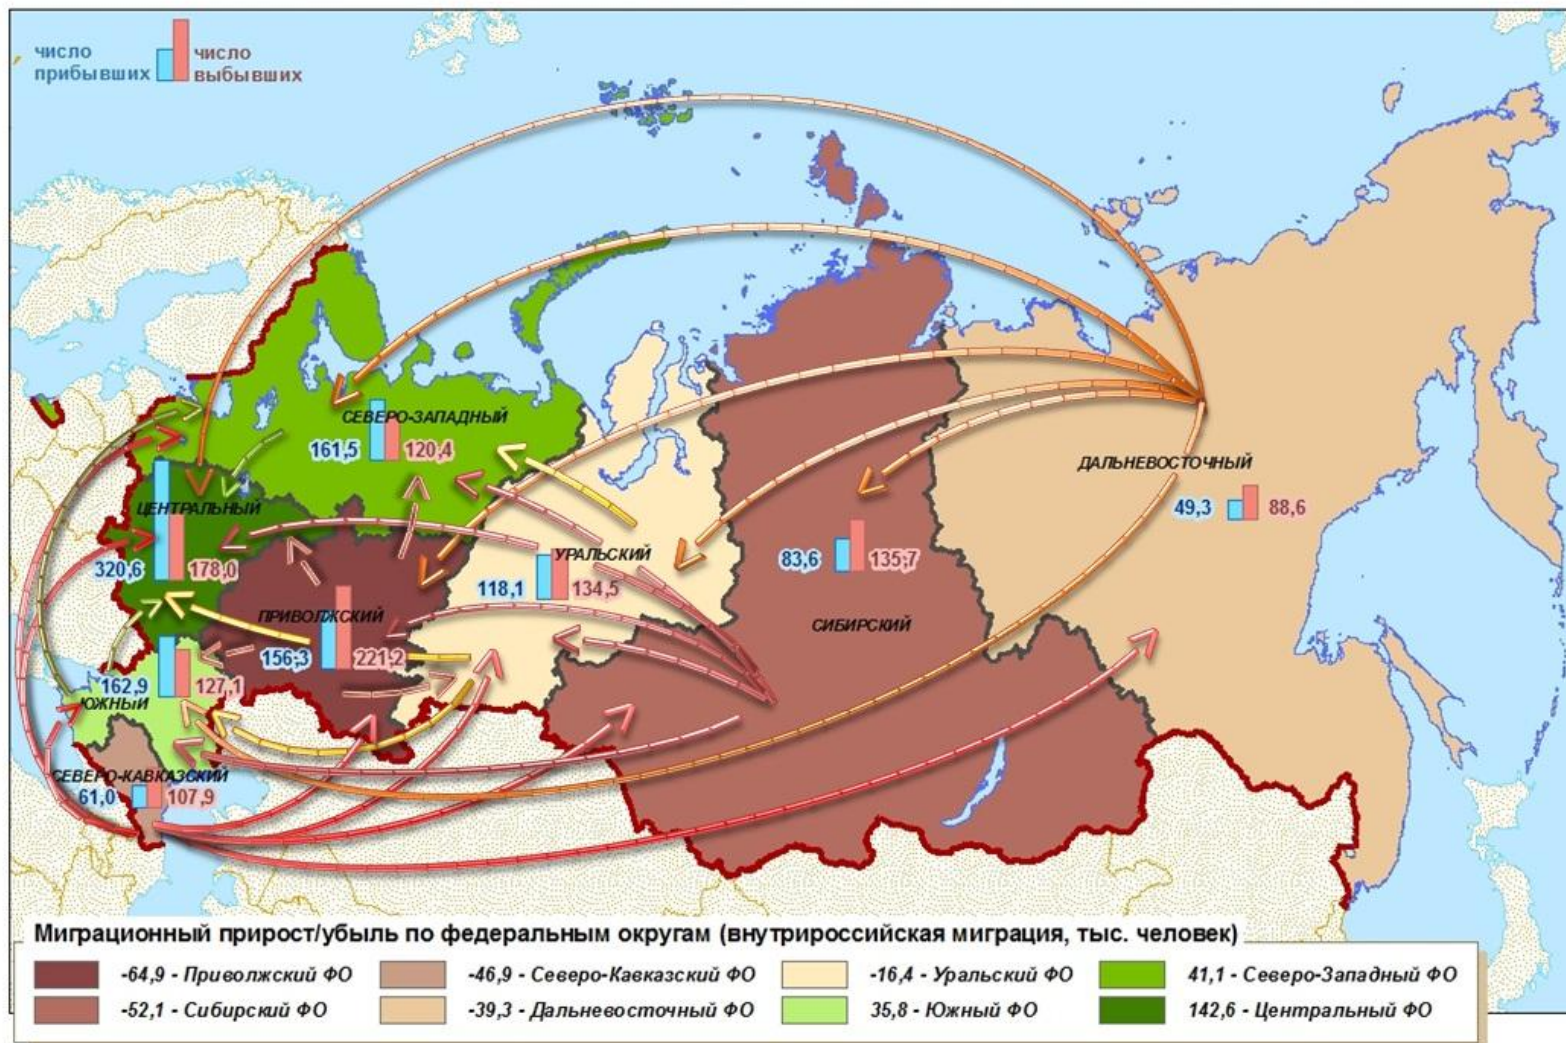 число
прибывших
число
выбывших
СЕВЕРО-ЗАПАДНЫЙ
161,5
120,4
ДАЛЬНЕВОСТОЧНЫЙ
49,3
88,6
ЦЕНТРАЛЬНЫЙ
320,6
178,0
УРАЛЬСКИЙ
118,1
134,5
83,6
135,7
СИБИРСКИЙ
ПРИВОЛЖСКИЙ
156,3
221,2
162,9
127,1
ЮЖНЫЙ
СЕВЕРО-КАВКАЗСКИЙ
61,0
107,9
Миграционный прирост/убыль по федеральным округам (внутрироссийская миграция, тыс. человек)
-64,9 - Приволжский ФО
-46,9 - Северо-Кавказский ФО
-16,4 - Уральский ФО
41,1 - Северо-Западный ФО
-52,1 - Сибирский ФО
-39,3 - Дальневосточный ФО
35,8 - Южный ФО
142,6 - Центральный ФО